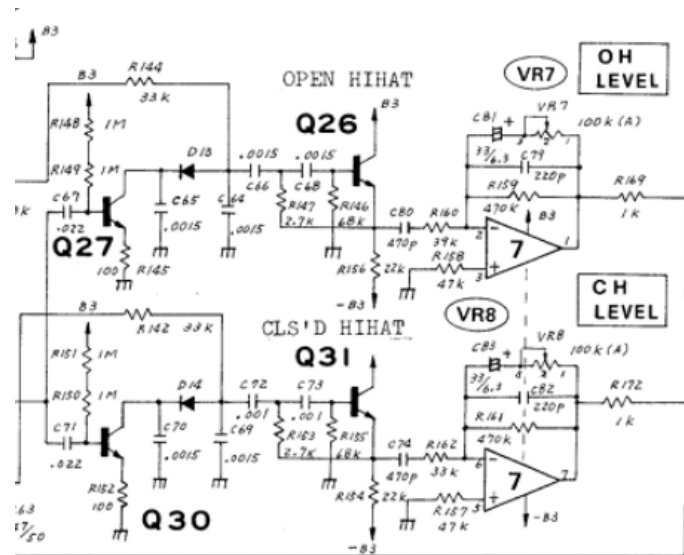 B3
R144
33k
OPEN HIHAT
VR7
OH
LEVEL
B3
R148
1M
R149
1M
Q26
B3
C81
+
VR7
3
2
1
100k(A)
33/6.3
C79
220p
D13
.0015
.0015
C66
C68
R159
470k
R169
1k
C67
.022
C65
.0015
C64
.0015
R147
2.7k
R146
68k
C80
470p
R160
39k
B3
2
-
7
1
3
+
Q27
100
R145
R158
47k
R156
22k
-B3
B3
R142
33k
CLS'D HIHAT
VR8
CH
LEVEL
R151
1M
R150
1M
Q31
C83
+
VR8
3
2
1
100k(A)
33/6.3
C82
220p
D14
C72
C73
.001
.001
R161
470k
R172
1k
C71
.022
C70
.0015
C69
.0015
R153
2.7k
R135
68k
C74
470p
R162
33k
6
-
7
7
5
+
R152
100
Q30
R154
22k
R157
47k
-B3
-B3